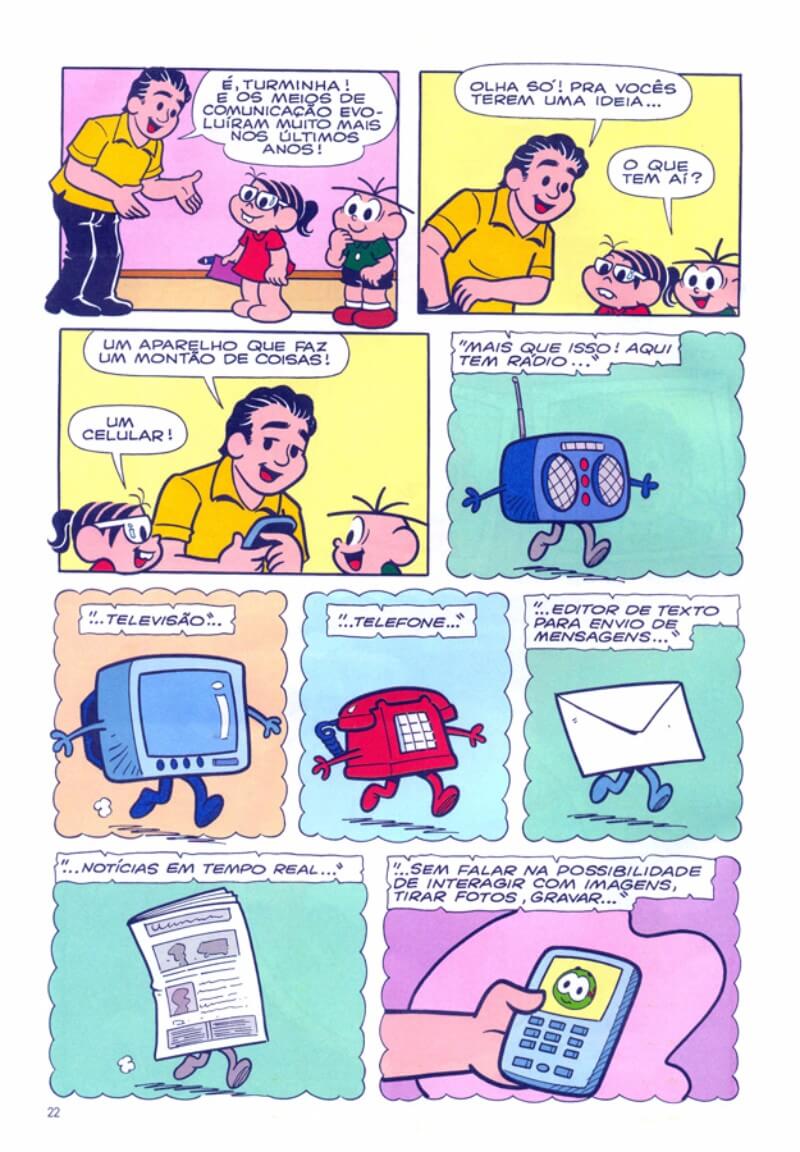 É, TURMINHA!
E OS MEIOS DE
COMUNICAÇÃO EVO-
LUÍRAM MUITO MAIS
NOS ÚLTIMOS
ANOS!
OLHA SÓ! PRA VOCÊS
TEREM UMA IDEIA...
O QUE
TEM AÍ?
UM APARELHO QUE FAZ
UM MONTÃO DE COISAS!
UM
CELULAR!
"MAIS QUE ISSO! AQUI
TEM RÁDIO..."
"...TELEVISÃO"...
"...TELEFONE..."
"...EDITOR DE TEXTO
PARA ENVIO DE
MENSAGENS..."
"...NOTÍCIAS EM TEMPO REAL..."
"...SEM FALAR NA POSSIBILIDADE
DE INTERAGIR COM IMAGENS,
TIRAR FOTOS, GRAVAR..."
22